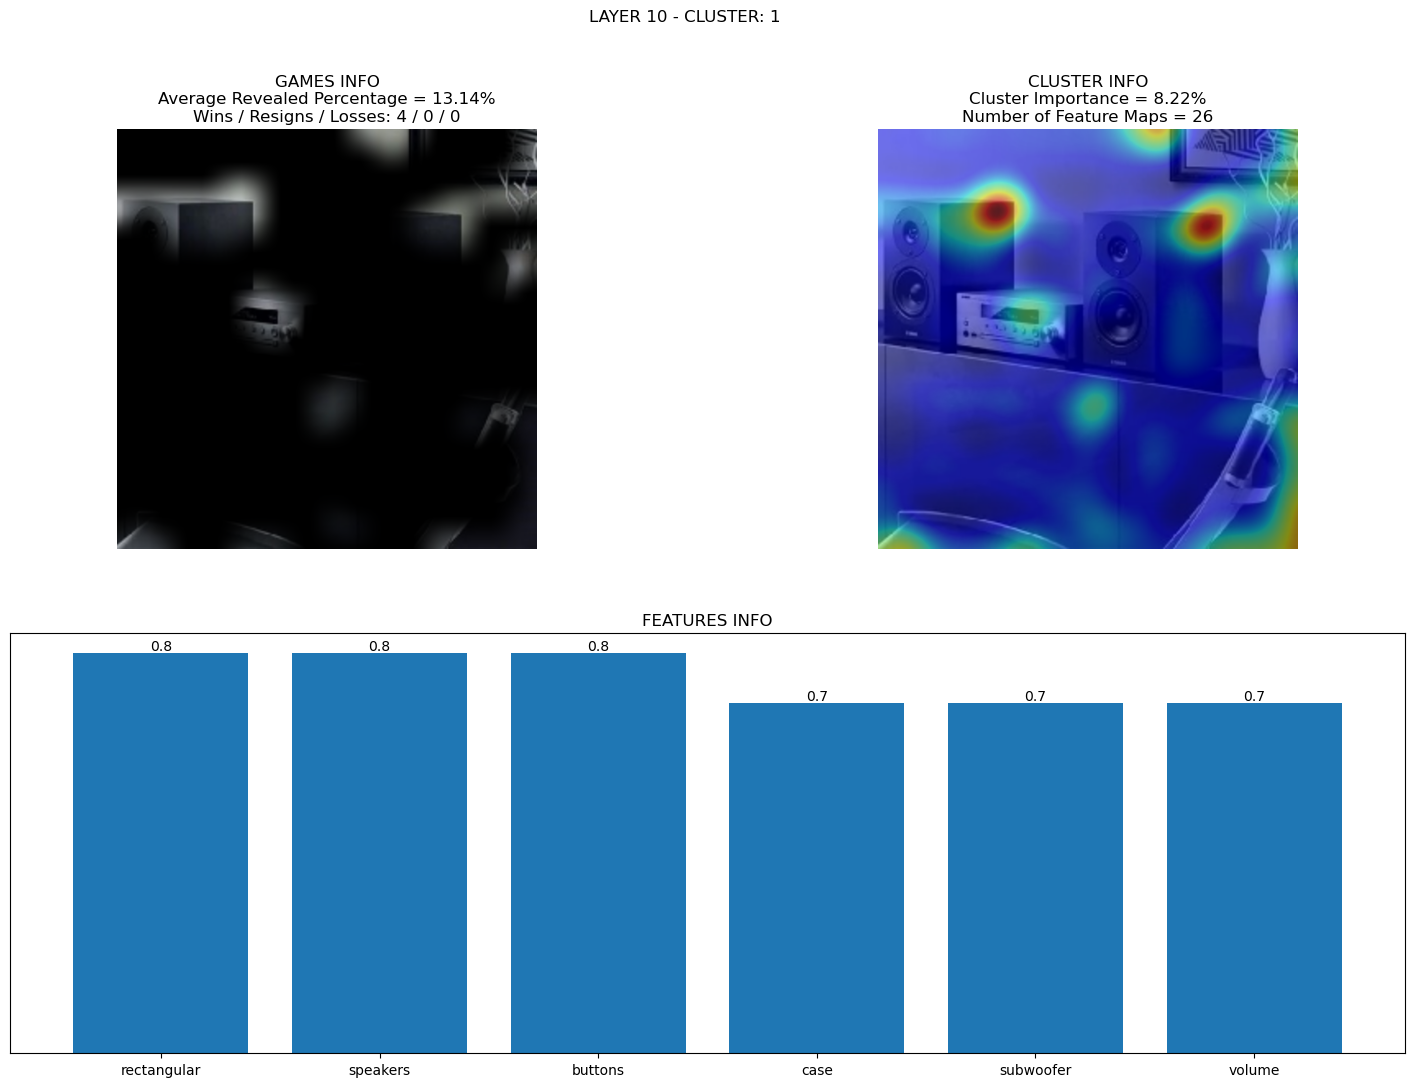 LAYER 10 - CLUSTER: 1
GAMES INFO
Average Revealed Percentage = 13.14%
Wins / Resigns / Losses: 4 / 0 / 0
CLUSTER INFO
Cluster Importance = 8.22%
Number of Feature Maps = 26
FEATURES INFO
0.8 0.8 0.8 0.7 0.7 0.7
rectangular speakers buttons case subwoofer volume